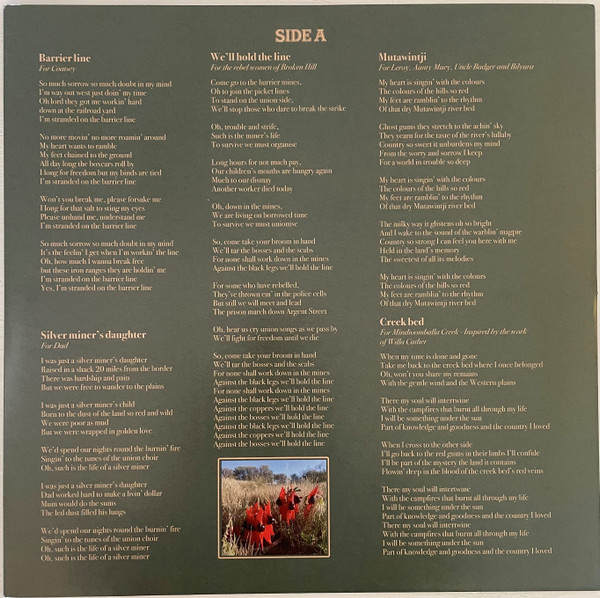 SIDE A
Barrier line
For Cousey
So much sorrow so much doubt in my mind
I'm way out west just doin' my time
Oh lord they got me workin' hard
down at the railroad yard
I'm stranded on the barrier line
No more movin' no more roamin' around
My heart wants to ramble
My feet chained to the ground
All day long the boxcars roll by
I long for freedom but my binds are tied
I'm stranded on the barrier line
Won't you break me, please forsake me
I long for that salt to sting my eyes
Please unhand me, understand me
I'm stranded on the barrier line
So much sorrow so much doubt in my mind
It's the feelin' I get when I'm workin' the line
Oh, how much I wanna break free
but these iron ranges they are holdin' me
I'm stranded on the barrier line
Yes, I'm stranded on the barrier line
Silver miner's daughter
For Dad
I was just a silver miner's daughter
Raised in a shack 20 miles from the border
There was hardship and pain
But we were free to wander to the plains
I was just a silver miner's child
Born to the dust of the land so red and wild
We were poor as mud
But we were wrapped in golden love
We'd spend our nights round the burnin' fire
Singin' to the tunes of the union choir
Oh, such is the life of a silver miner
I was just a silver miner's daughter
Dad worked hard to make a livin' dollar
Mum would do the sums
The led dust filled his lungs
We'd spend our nights round the burnin' fire
Singin' to the tunes of the union choir
Oh, such is the life of a silver miner
Oh, such is the life of a silver miner
Oh, such is the life of a silver miner
We'll hold the line
For the rebel women of Broken Hill
Come go to the barrier mines,
Oh to join the picket lines
To stand on the union side,
We'll stop those who dare to break the strike
Oh, trouble and strife,
Such is the miner's life
To survive we must organise
Long hours for not much pay,
Our children's mouths are hungry again
Much to our dismay
Another worker died today
Oh, down in the mines,
We are living on borrowed time
To survive we must unionise
So, come take your broom in hand
We'll tar the bosses and the scabs
For none shall work down in the mines
Against the black legs we'll hold the line
For some who have rebelled,
They've thrown em' in the police cells
But still we will meet and lead
The prison march down Argent Street
Oh, hear us cry union songs as we pass by
We'll fight for freedom until we die
So, come take your broom in hand
We'll tar the bosses and the scabs
For none shall work down in the mines
Against the black legs we'll hold the line
For none shall work down in the mines
Against the black legs we'll hold the line
Against the coppers we'll hold the line
Against the bosses we'll hold the line
Against the black legs we'll hold the line
Against the coppers we'll hold the line
Against the bosses we'll hold the line
Mutawintji
For Leroy, Aunty Mary, Uncle Badger and Bilyara
My heart is singin' with the colours
The colours of the hills so red
My feet are ramblin' to the rhythm
Of that dry Mutawintji river bed
Ghost gums they stretch to the achin' sky
They yearn for the taste of the river's lullaby
Country so sweet it unburdens my mind
From the worry and sorrow I keep
For a world in trouble so deep
My heart is singin' with the colours
The colours of the hills so red
My feet are ramblin' to the rhythm
Of that dry Mutawintji river bed
The milky way it glistens oh so bright
And I wake to the sound of the warblin' magpie
Country so strong I can feel you here with me
Held in the land's memory
The sweetest of all its melodies
My heart is singin' with the colours
The colours of the hills so red
My feet are ramblin' to the rhythm
Of that dry Mutawintji river bed
Creek bed
For Mindoomballa Creek - Inspired by the work
of Willa Cather
When my time is done and gone
Take me back to the creek bed where I once belonged
Oh, won't you share my remains
With the gentle wind and the Western plains
There my soul will intertwine
With the campfires that burnt all through my life
I will be something under the sun
Part of knowledge and goodness and the country I loved
When I cross to the other side
I'll go back to the red gums in their limbs I'll confide
I'll be part of the mystery the land it contains
Flowin' deep in the blood of the creek bed's red veins
There my soul will intertwine
With the campfires that burnt all through my life
I will be something under the sun
Part of knowledge and goodness and the country I loved
There my soul will intertwine
With the campfires that burnt all through my life
I will be something under the sun
Part of knowledge and goodness and the country I loved